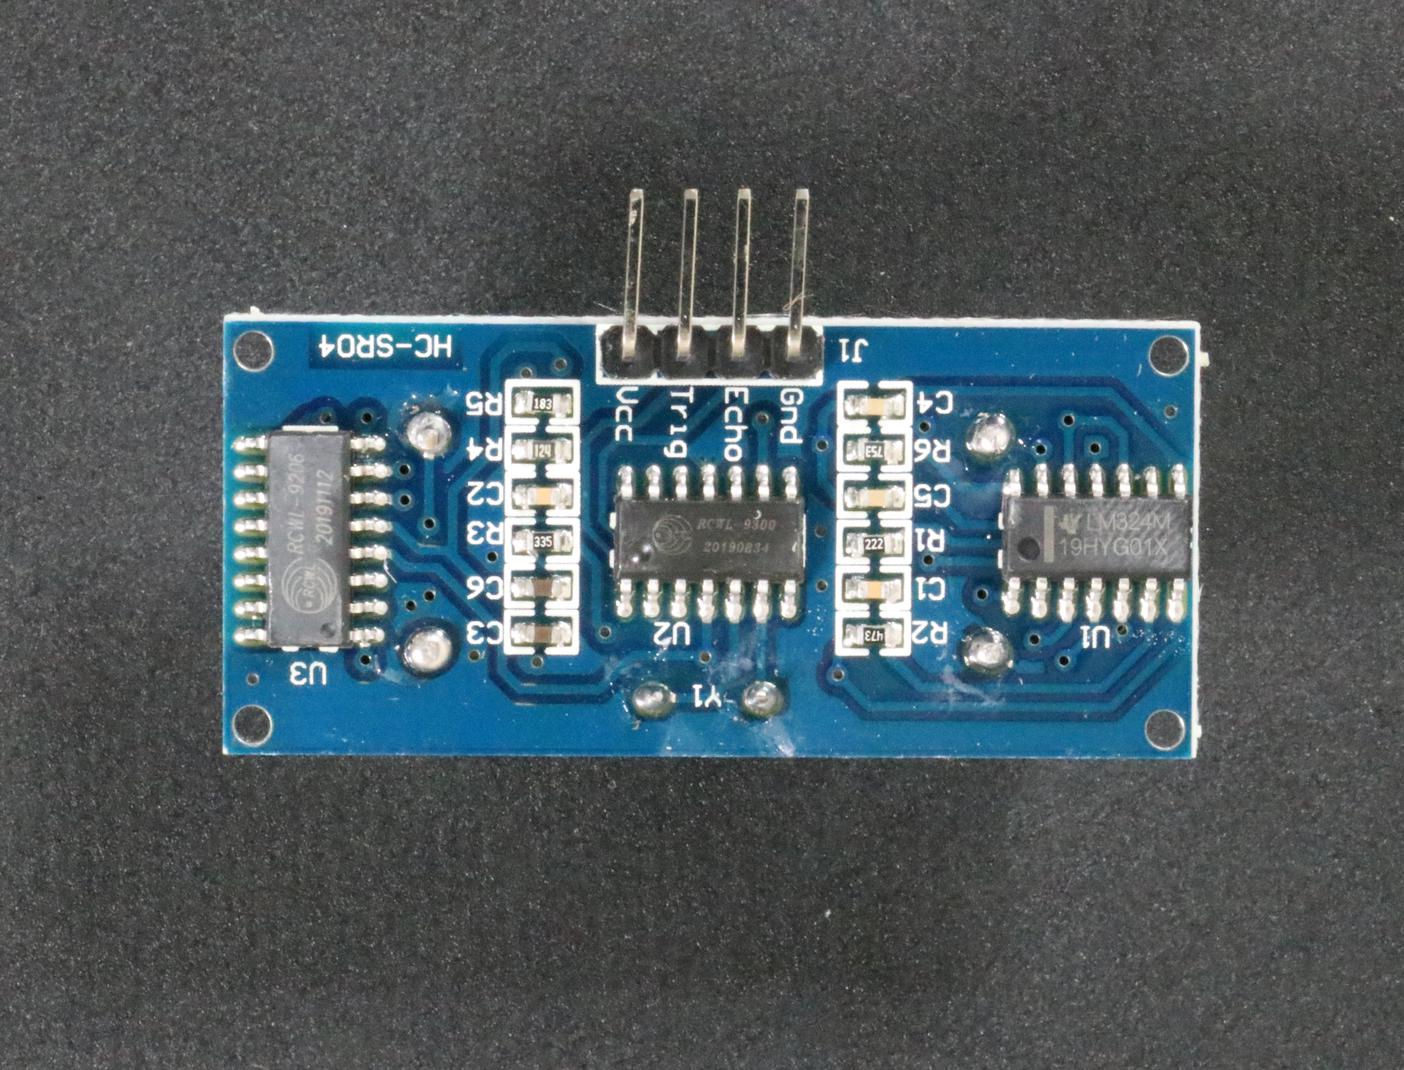 HC-SR04
J1
Vcc
Trig
Echo
Gnd
R5
183
R4
124
C2
R3
335
C6
C3
C4
R6
753
C5
R1
222
C1
R2
473
RCWL-9206
20191112
RCWL
U3
RCWL-9300
20190834
U2
Y1
LM324M
19HYG01X
U1